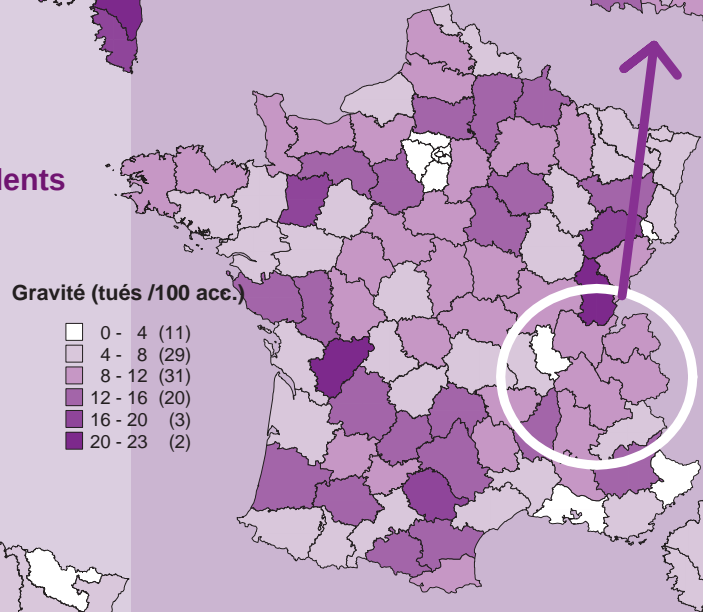 dents
Gravité (tués /100 acc.)
0 - 4 (11)
4 - 8 (29)
8 - 12 (31)
12 - 16 (20)
16 - 20 (3)
20 - 23 (2)